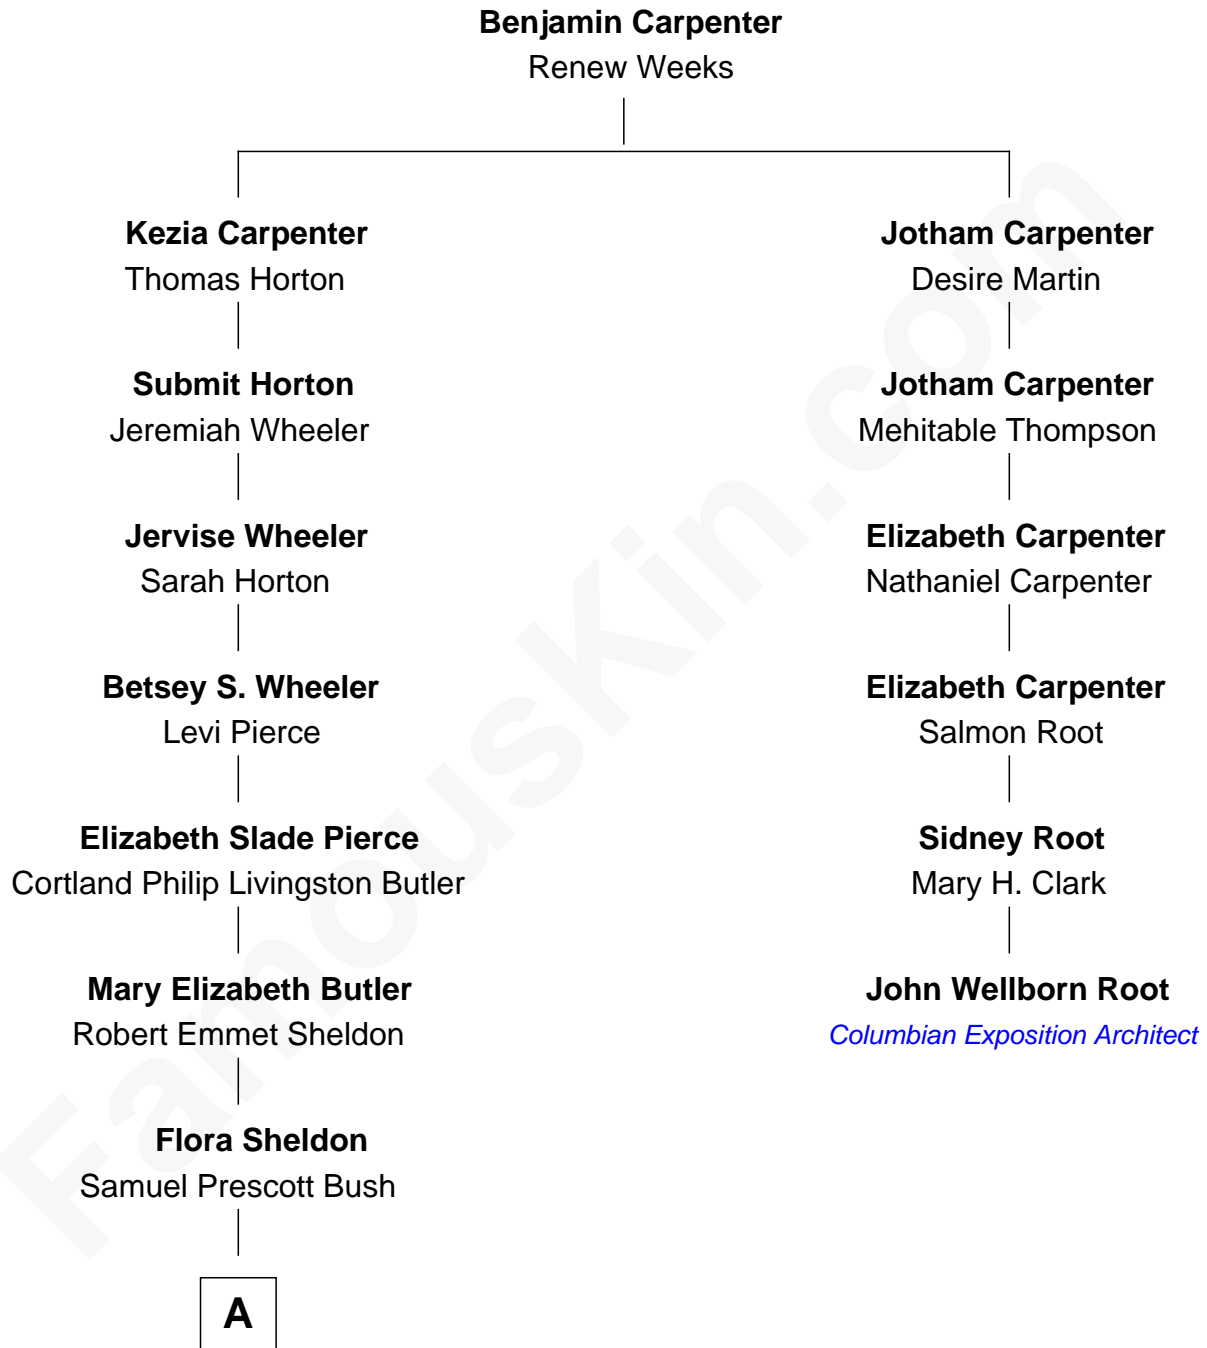 Benjamin Carpenter
Renew Weeks
Kezia Carpenter
Thomas Horton
Jotham Carpenter
Desire Martin
Submit Horton
Jeremiah Wheeler
Jotham Carpenter
Mehitable Thompson
Jervise Wheeler
Sarah Horton
Elizabeth Carpenter
Nathaniel Carpenter
Betsey S. Wheeler
Levi Pierce
Elizabeth Carpenter
Salmon Root
Elizabeth Slade Pierce
Cortland Philip Livingston Butler
Sidney Root
Mary H. Clark
Mary Elizabeth Butler
Robert Emmet Sheldon
John Wellborn Root
Columbian Exposition Architect
Flora Sheldon
Samuel Prescott Bush
A
FamousKin.com